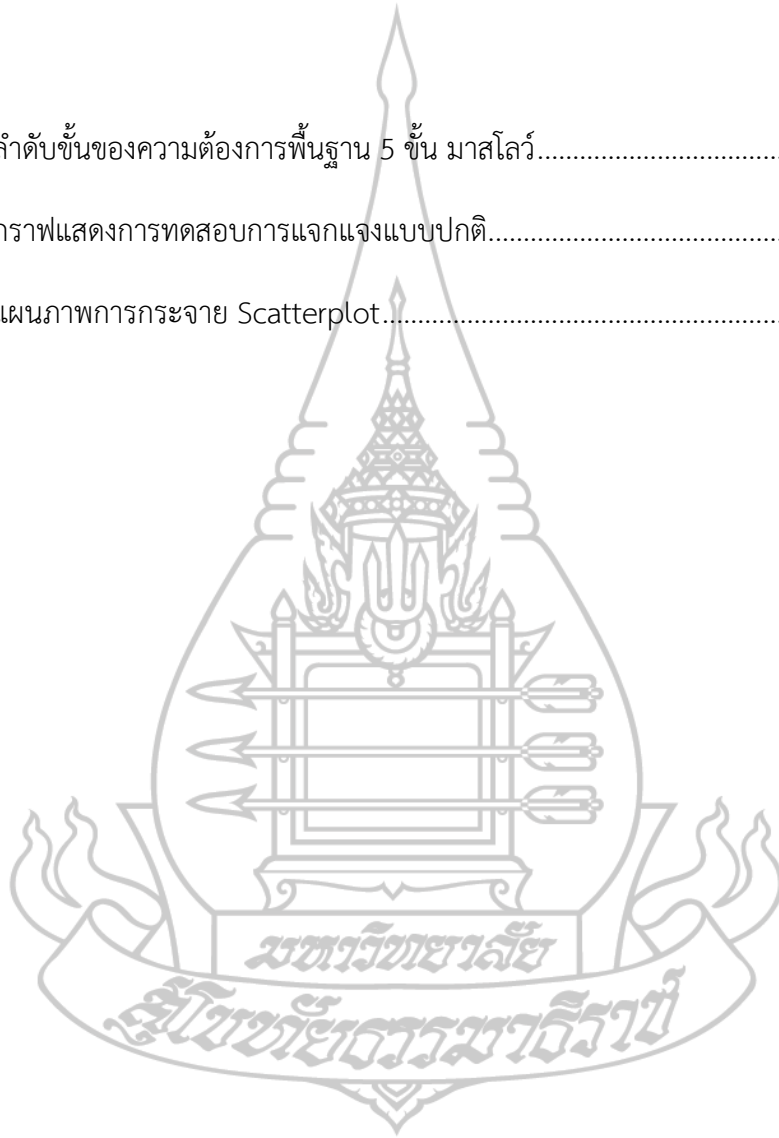 ลำดับขั้นของความต้องการพื้นฐาน 5 ขั้น มาสโลว์................................
กราฟแสดงการทดสอบการแจกแจงแบบปกติ.......................................
แผนภาพการกระจาย Scatterplot.....................................................
มหาวิทยาลัย
สุโขทัยธรรมาธิราช